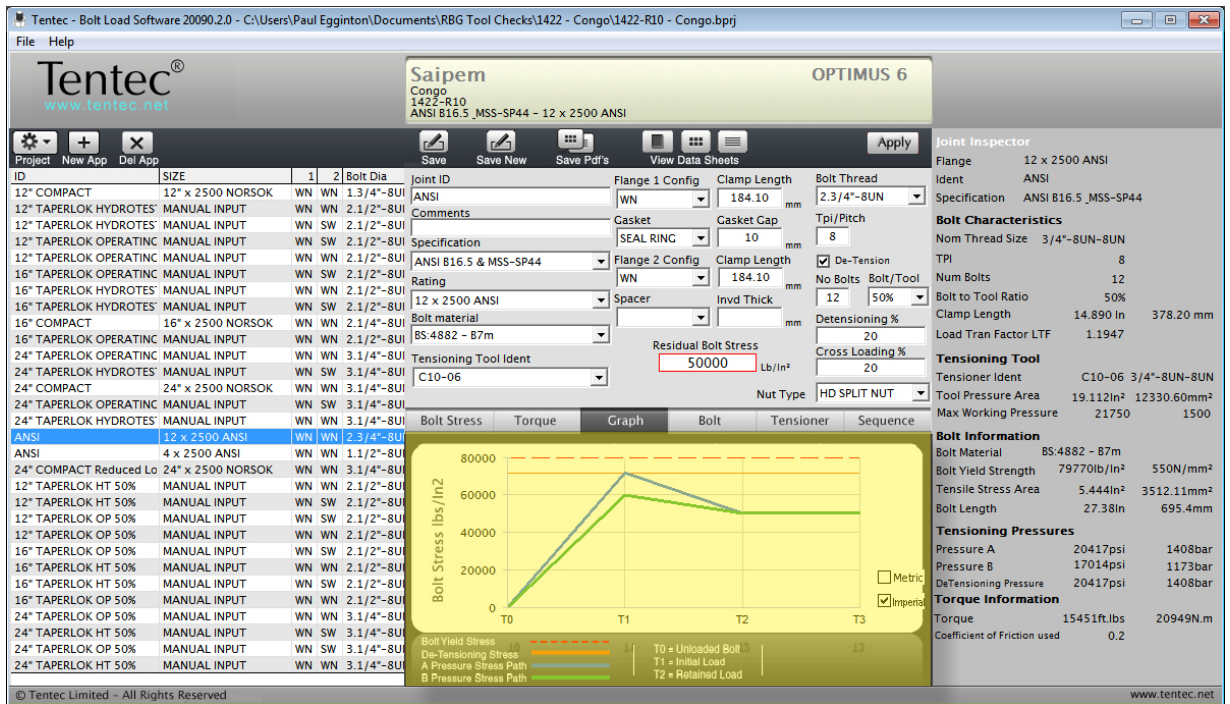 Tentec - Bolt Load Software 20090.2.0 - C:\Users\Paul Egginton\Documents\RBG Tool Checks\1422 - Congo\1422-R10 - Congo.bprj
File Help
Tentec®
www.tentec.net
Saipem OPTIMUS 6
Congo
1422-R10
ANSI B16.5 _MSS-SP44 - 12 x 2500 ANSI
Project New App Del App
Save Save New Save Pdf's View Data Sheets Apply
ID SIZE 1 2 Bolt Dia
12" COMPACT 12" x 2500 NORSOK WN WN 1.3/4"-8UI
12" TAPERLOK HYDROTES MANUAL INPUT WN WN 2.1/2"-8UI
12" TAPERLOK HYDROTES MANUAL INPUT WN SW 2.1/2"-8UI
12" TAPERLOK OPERATING MANUAL INPUT WN SW 2.1/2"-8UI
12" TAPERLOK OPERATING MANUAL INPUT WN WN 2.1/2"-8UI
16" TAPERLOK OPERATING MANUAL INPUT WN SW 2.1/2"-8UI
16" TAPERLOK HYDROTES MANUAL INPUT WN WN 2.1/2"-8UI
16" TAPERLOK HYDROTES MANUAL INPUT WN SW 2.1/2"-8UI
16" COMPACT 16" x 2500 NORSOK WN WN 2.1/4"-8UI
16" TAPERLOK OPERATING MANUAL INPUT WN WN 2.1/2"-8UI
24" TAPERLOK OPERATING MANUAL INPUT WN WN 3.1/4"-8UI
24" TAPERLOK HYDROTES MANUAL INPUT WN SW 3.1/4"-8UI
24" COMPACT 24" x 2500 NORSOK WN WN 3.1/4"-8UI
24" TAPERLOK OPERATING MANUAL INPUT WN SW 3.1/4"-8UI
24" TAPERLOK HYDROTES MANUAL INPUT WN WN 3.1/4"-8UI
ANSI 12 x 2500 ANSI WN WN 2.3/4"-8UI
ANSI 4 x 2500 ANSI WN WN 1.1/2"-8UI
24" COMPACT Reduced Lo 24" x 2500 NORSOK WN WN 3.1/4"-8UI
12" TAPERLOK HT 50% MANUAL INPUT WN WN 2.1/2"-8UI
12" TAPERLOK HT 50% MANUAL INPUT WN SW 2.1/2"-8UI
12" TAPERLOK OP 50% MANUAL INPUT WN SW 2.1/2"-8UI
12" TAPERLOK OP 50% MANUAL INPUT WN WN 2.1/2"-8UI
16" TAPERLOK OP 50% MANUAL INPUT WN SW 2.1/2"-8UI
16" TAPERLOK HT 50% MANUAL INPUT WN WN 2.1/2"-8UI
16" TAPERLOK HT 50% MANUAL INPUT WN SW 2.1/2"-8UI
16" TAPERLOK OP 50% MANUAL INPUT WN WN 2.1/2"-8UI
24" TAPERLOK OP 50% MANUAL INPUT WN WN 3.1/4"-8UI
24" TAPERLOK HT 50% MANUAL INPUT WN SW 3.1/4"-8UI
24" TAPERLOK OP 50% MANUAL INPUT WN SW 3.1/4"-8UI
24" TAPERLOK HT 50% MANUAL INPUT WN WN 3.1/4"-8UI
Joint ID Flange 1 Config Clamp Length Bolt Thread
ANSI WN 184.10 mm 2.3/4"-8UN
Comments Gasket Gasket Gap Tpi/Pitch
SEAL RING 10 mm 8
Specification Flange 2 Config Clamp Length De-Tension
ANSI B16.5 & MSS-SP44 WN 184.10 mm No Bolts Bolt/Tool
Rating Spacer Invd Thick 12 50%
12 x 2500 ANSI mm
Bolt material Detensioning %
BS:4882 - B7m 20
Residual Bolt Stress Cross Loading %
Tensioning Tool Ident 50000 Lb/In² 20
C10-06
Nut Type HD SPLIT NUT
Bolt Stress Torque Graph Bolt Tensioner Sequence
Bolt Stress lbs/In2
80000
60000
40000
20000
0
T0 T1 T2 T3
Metric
Imperial
Bolt Yield Stress
De-Tensioning Stress
A Pressure Stress Path
B Pressure Stress Path
T0 = Unloaded Bolt
T1 = Initial Load
T2 = Retained Load
Joint Inspector
Flange 12 x 2500 ANSI
Ident ANSI
Specification ANSI B16.5 _MSS-SP44
Bolt Characteristics
Nom Thread Size 3/4"-8UN-8UN
TPI 8
Num Bolts 12
Bolt to Tool Ratio 50%
Clamp Length 14.890 In 378.20 mm
Load Tran Factor LTF 1.1947
Tensioning Tool
Tensioner Ident C10-06 3/4"-8UN-8UN
Tool Pressure Area 19.112In² 12330.60mm²
Max Working Pressure 21750 1500
Bolt Information
Bolt Material BS:4882 - B7m
Bolt Yield Strength 79770lb/In² 550N/mm²
Tensile Stress Area 5.444In² 3512.11mm²
Bolt Length 27.38In 695.4mm
Tensioning Pressures
Pressure A 20417psi 1408bar
Pressure B 17014psi 1173bar
DeTensioning Pressure 20417psi 1408bar
Torque Information
Torque 15451ft.lbs 20949N.m
Coefficient of Friction used 0.2
© Tentec Limited - All Rights Reserved www.tentec.net